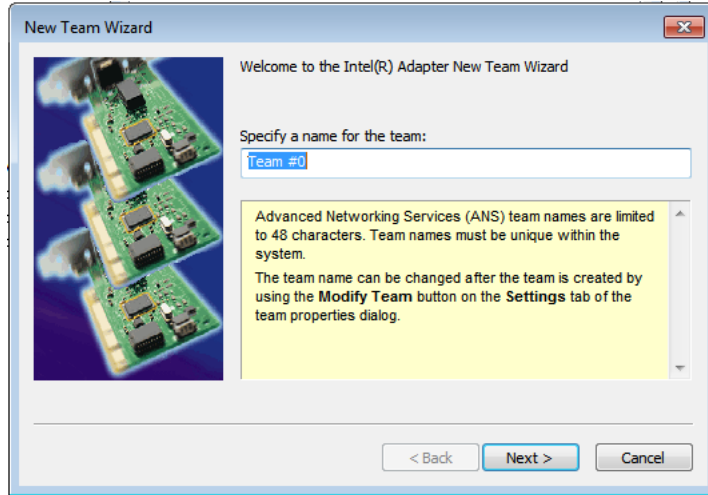 New Team Wizard
Welcome to the Intel(R) Adapter New Team Wizard
Specify a name for the team:
Team #0
Advanced Networking Services (ANS) team names are limited
to 48 characters. Team names must be unique within the
system.
The team name can be changed after the team is created by
using the Modify Team button on the Settings tab of the
team properties dialog.
< Back
Next >
Cancel